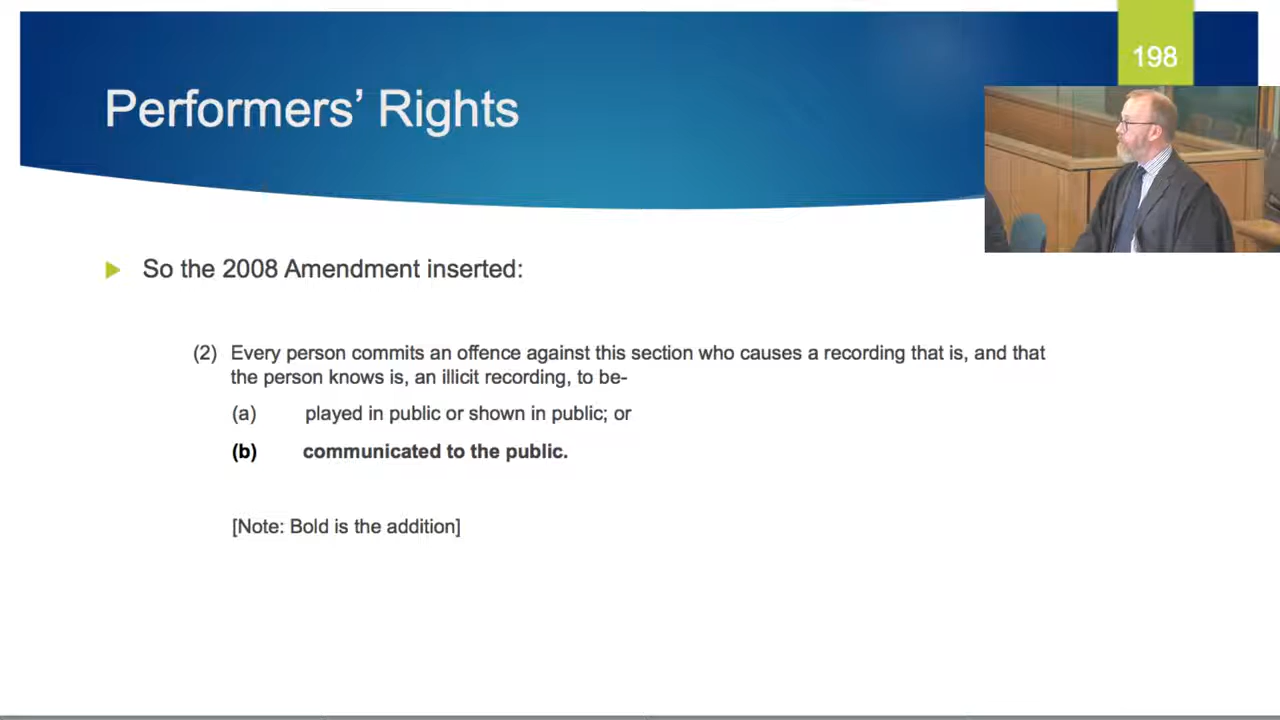 198
Performers’ Rights
So the 2008 Amendment inserted:
(2) Every person commits an offence against this section who causes a recording that is, and that
the person knows is, an illicit recording, to be-
(a) played in public or shown in public; or
(b) communicated to the public.
[Note: Bold is the addition]